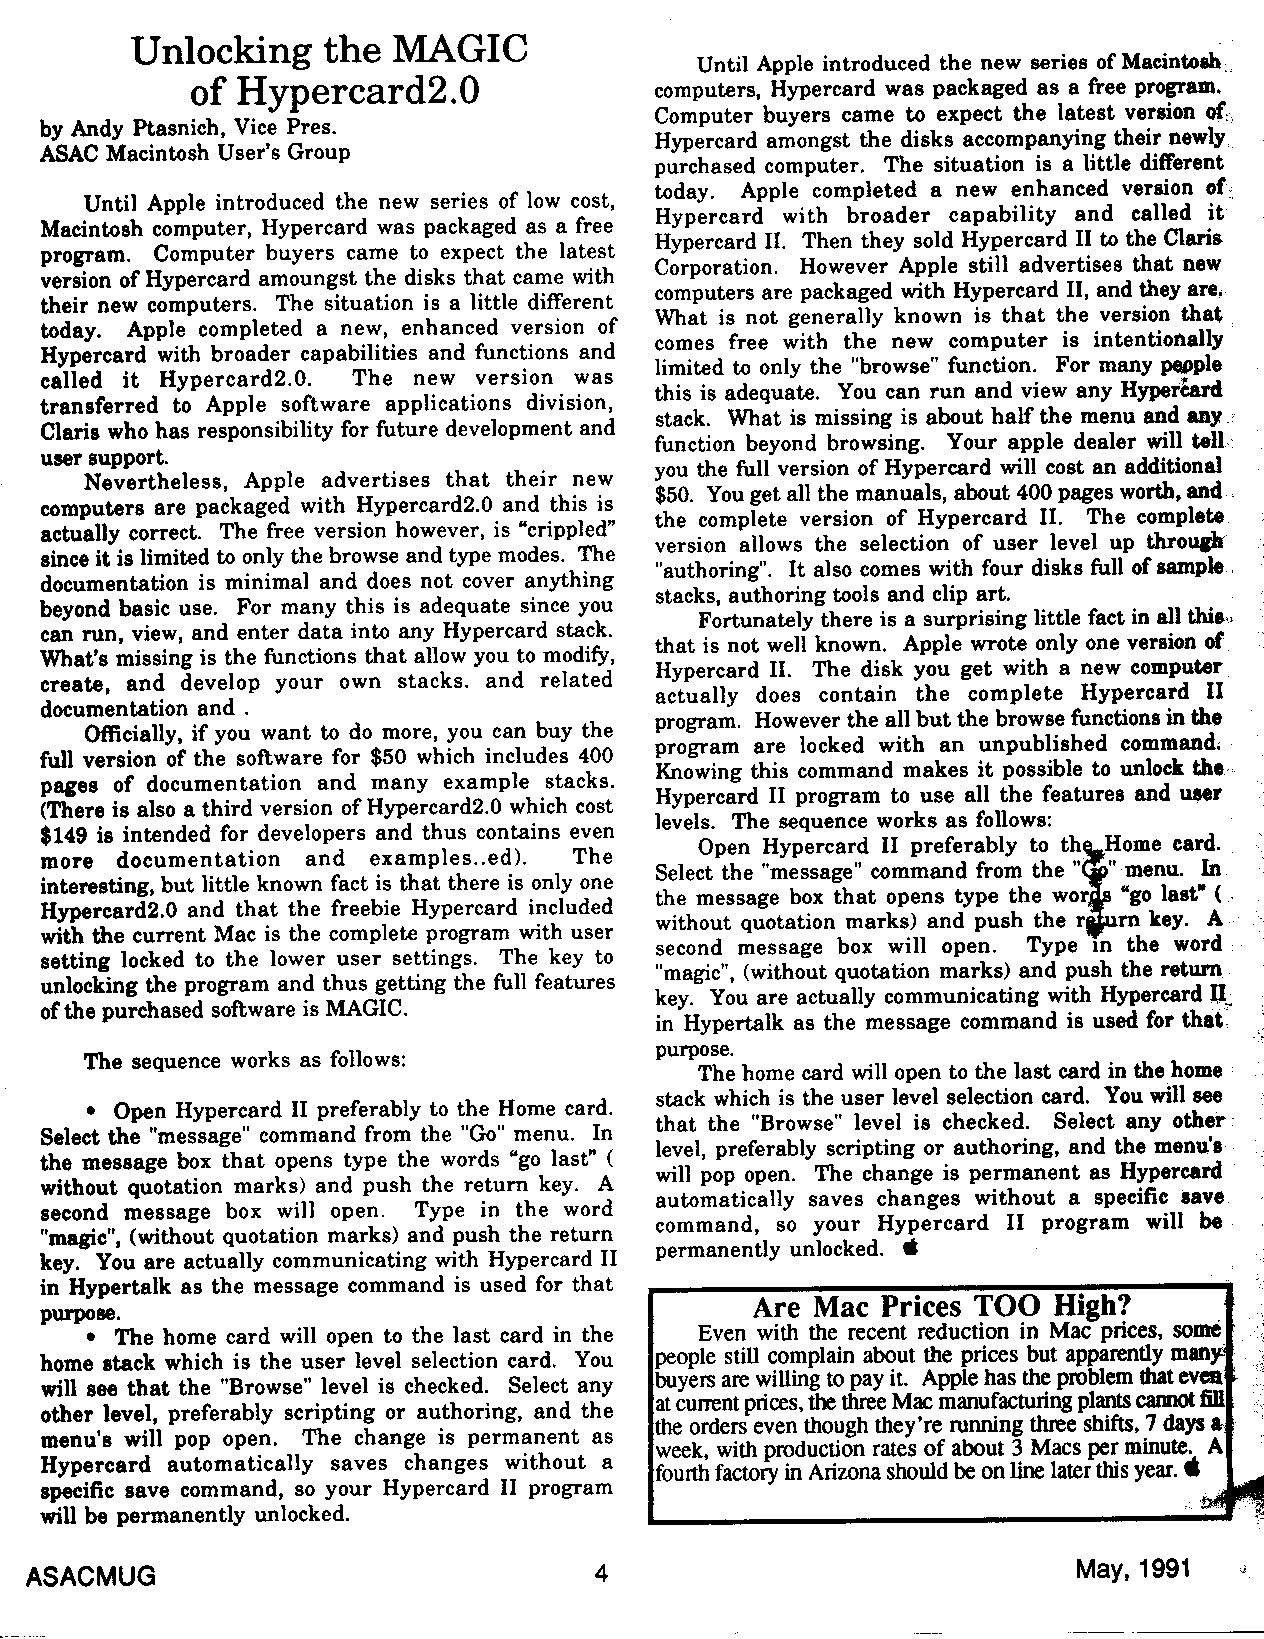 Unlocking the MAGIC
of Hypercard2.0
by Andy Ptasnich, Vice Pres.
ASAC Macintosh User's Group
Until Apple introduced the new series of low cost,
Macintosh computer, Hypercard was packaged as a free
program. Computer buyers came to expect the latest
version of Hypercard amoungst the disks that came with
their new computers. The situation is a little different
today. Apple completed a new, enhanced version of
Hypercard with broader capabilities and functions and
called it Hypercard2.0. The new version was
transferred to Apple software applications division,
Claris who has responsibility for future development and
user support.
Nevertheless, Apple advertises that their new
computers are packaged with Hypercard2.0 and this is
actually correct. The free version however, is “crippled”
since it is limited to only the browse and type modes. The
documentation is minimal and does not cover anything
beyond basic use. For many this is adequate since you
can run, view, and enter data into any Hypercard stack.
What's missing is the functions that allow you to modify,
create, and develop your own stacks. and related
documentation and .
Officially, if you want to do more, you can buy the
full version of the software for $50 which includes 400
pages of documentation and many example stacks.
(There is also a third version of Hypercard2.0 which cost
$149 is intended for developers and thus contains even
more documentation and examples..ed). The
interesting, but little known fact is that there is only one
Hypercard2.0 and that the freebie Hypercard included
with the current Mac is the complete program with user
setting locked to the lower user settings. The key to
unlocking the program and thus getting the full features
of the purchased software is MAGIC.
The sequence works as follows:
• Open Hypercard II preferably to the Home card.
Select the "message" command from the "Go" menu. In
the message box that opens type the words “go last” (
without quotation marks) and push the return key. A
second message box will open. Type in the word
"magic", (without quotation marks) and push the return
key. You are actually communicating with Hypercard II
in Hypertalk as the message command is used for that
purpose.
• The home card will open to the last card in the
home stack which is the user level selection card. You
will see that the "Browse" level is checked. Select any
other level, preferably scripting or authoring, and the
menu's will pop open. The change is permanent as
Hypercard automatically saves changes without a
specific save command, so your Hypercard II program
will be permanently unlocked.
Until Apple introduced the new series of Macintosh
computers, Hypercard was packaged as a free program.
Computer buyers came to expect the latest version of
Hypercard amongst the disks accompanying their newly
purchased computer. The situation is a little different
today. Apple completed a new enhanced version of
Hypercard with broader capability and called it
Hypercard II. Then they sold Hypercard II to the Claris
Corporation. However Apple still advertises that new
computers are packaged with Hypercard II, and they are.
What is not generally known is that the version that
comes free with the new computer is intentionally
limited to only the "browse" function. For many people
this is adequate. You can run and view any Hypercard
stack. What is missing is about half the menu and any
function beyond browsing. Your apple dealer will tell
you the full version of Hypercard will cost an additional
$50. You get all the manuals, about 400 pages worth, and
the complete version of Hypercard II. The complete
version allows the selection of user level up through
"authoring". It also comes with four disks full of sample
stacks, authoring tools and clip art.
Fortunately there is a surprising little fact in all this
that is not well known. Apple wrote only one version of
Hypercard II. The disk you get with a new computer
actually does contain the complete Hypercard II
program. However the all but the browse functions in the
program are locked with an unpublished command.
Knowing this command makes it possible to unlock the
Hypercard II program to use all the features and user
levels. The sequence works as follows:
Open Hypercard II preferably to the Home card.
Select the "message" command from the "Go" menu. In
the message box that opens type the words “go last” (
without quotation marks) and push the return key. A
second message box will open. Type in the word
"magic", (without quotation marks) and push the return
key. You are actually communicating with Hypercard II
in Hypertalk as the message command is used for that
purpose.
The home card will open to the last card in the home
stack which is the user level selection card. You will see
that the "Browse" level is checked. Select any other
level, preferably scripting or authoring, and the menu's
will pop open. The change is permanent as Hypercard
automatically saves changes without a specific save
command, so your Hypercard II program will be
permanently unlocked.
Are Mac Prices TOO High?
Even with the recent reduction in Mac prices, some
people still complain about the prices but apparently many
buyers are willing to pay it. Apple has the problem that even
at current prices, the three Mac manufacturing plants cannot fill
the orders even though they're running three shifts, 7 days a
week, with production rates of about 3 Macs per minute. A
fourth factory in Arizona should be on line later this year.
ASACMUG
4
May, 1991